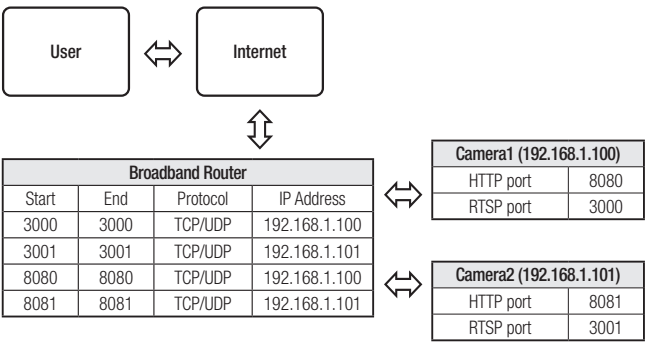 User
Internet
Broadband Router
Start End Protocol IP Address
3000 3000 TCP/UDP 192.168.1.100
3001 3001 TCP/UDP 192.168.1.101
8080 8080 TCP/UDP 192.168.1.100
8081 8081 TCP/UDP 192.168.1.101
Camera1 (192.168.1.100)
HTTP port 8080
RTSP port 3000
Camera2 (192.168.1.101)
HTTP port 8081
RTSP port 3001